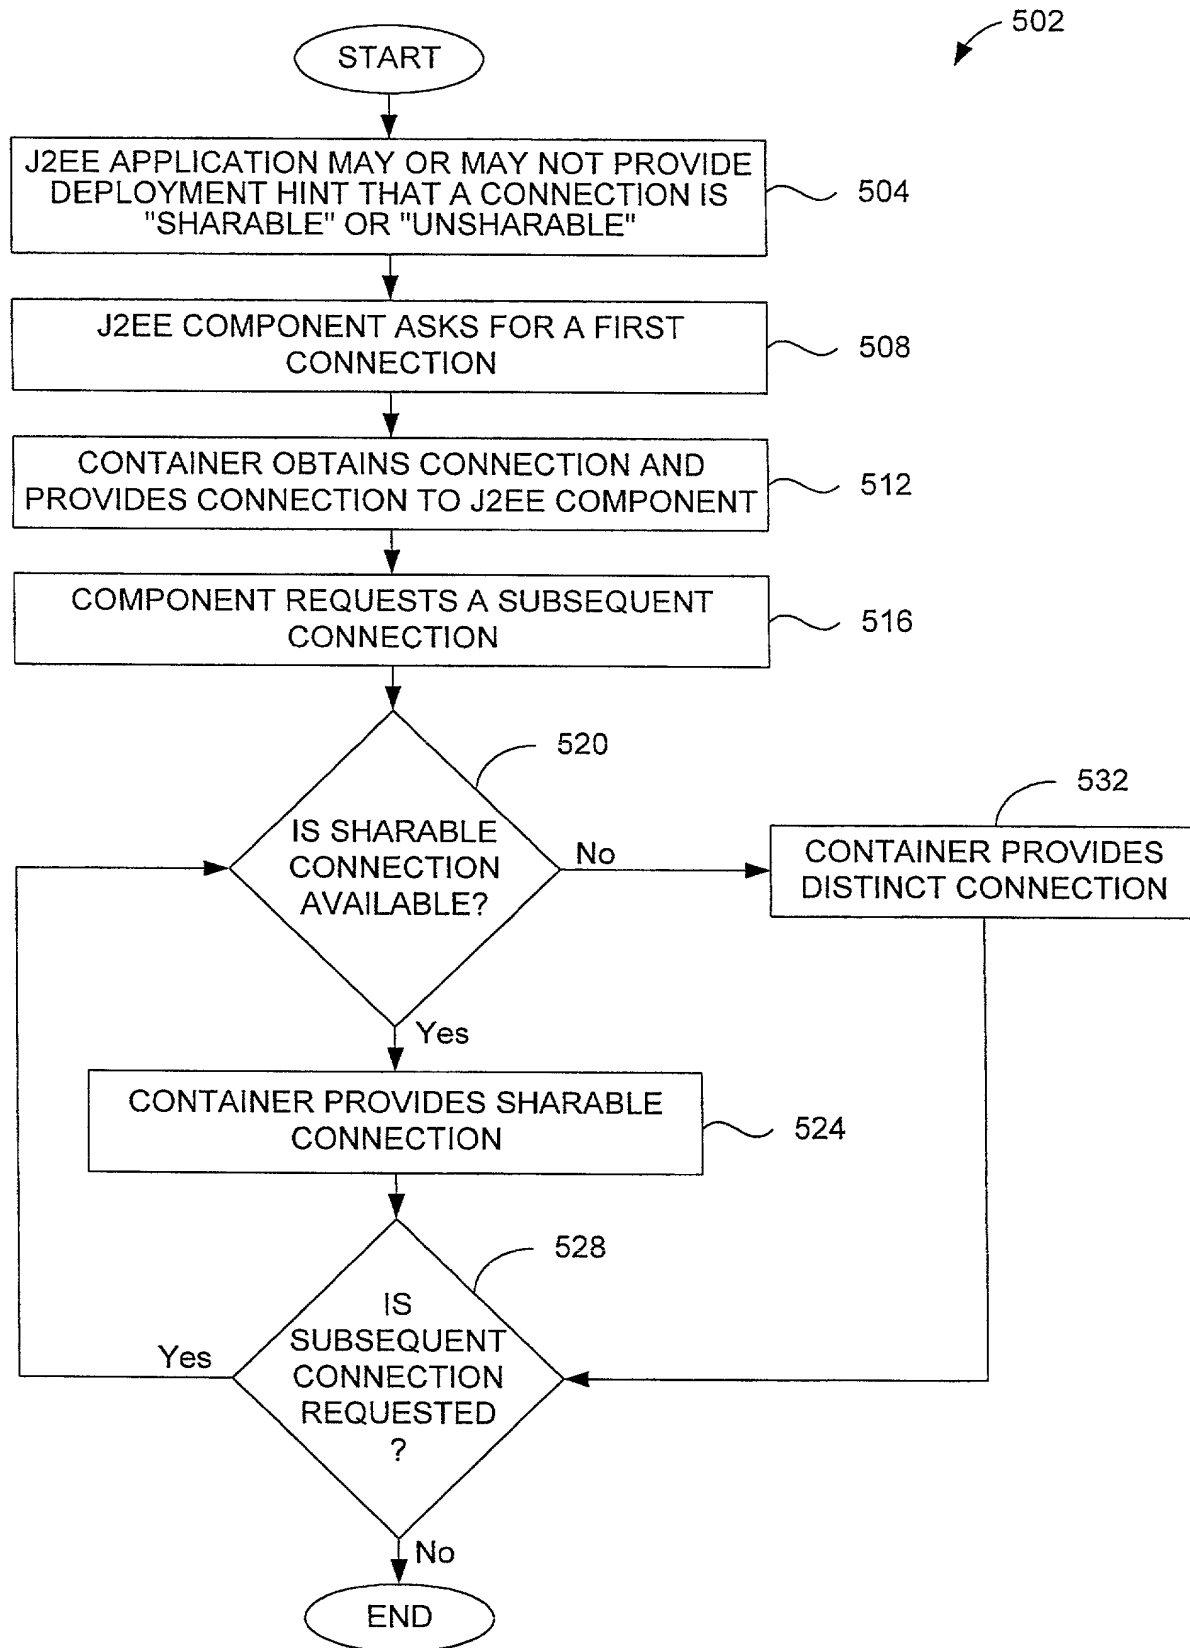 502
START
J2EE APPLICATION MAY OR MAY NOT PROVIDE
DEPLOYMENT HINT THAT A CONNECTION IS
"SHARABLE" OR "UNSHARABLE"
504
J2EE COMPONENT ASKS FOR A FIRST
CONNECTION
508
CONTAINER OBTAINS CONNECTION AND
PROVIDES CONNECTION TO J2EE COMPONENT
512
COMPONENT REQUESTS A SUBSEQUENT
CONNECTION
516
520
IS SHARABLE
CONNECTION
AVAILABLE?
No
532
CONTAINER PROVIDES
DISTINCT CONNECTION
Yes
CONTAINER PROVIDES SHARABLE
CONNECTION
524
528
IS
SUBSEQUENT
CONNECTION
REQUESTED
?
Yes
No
END